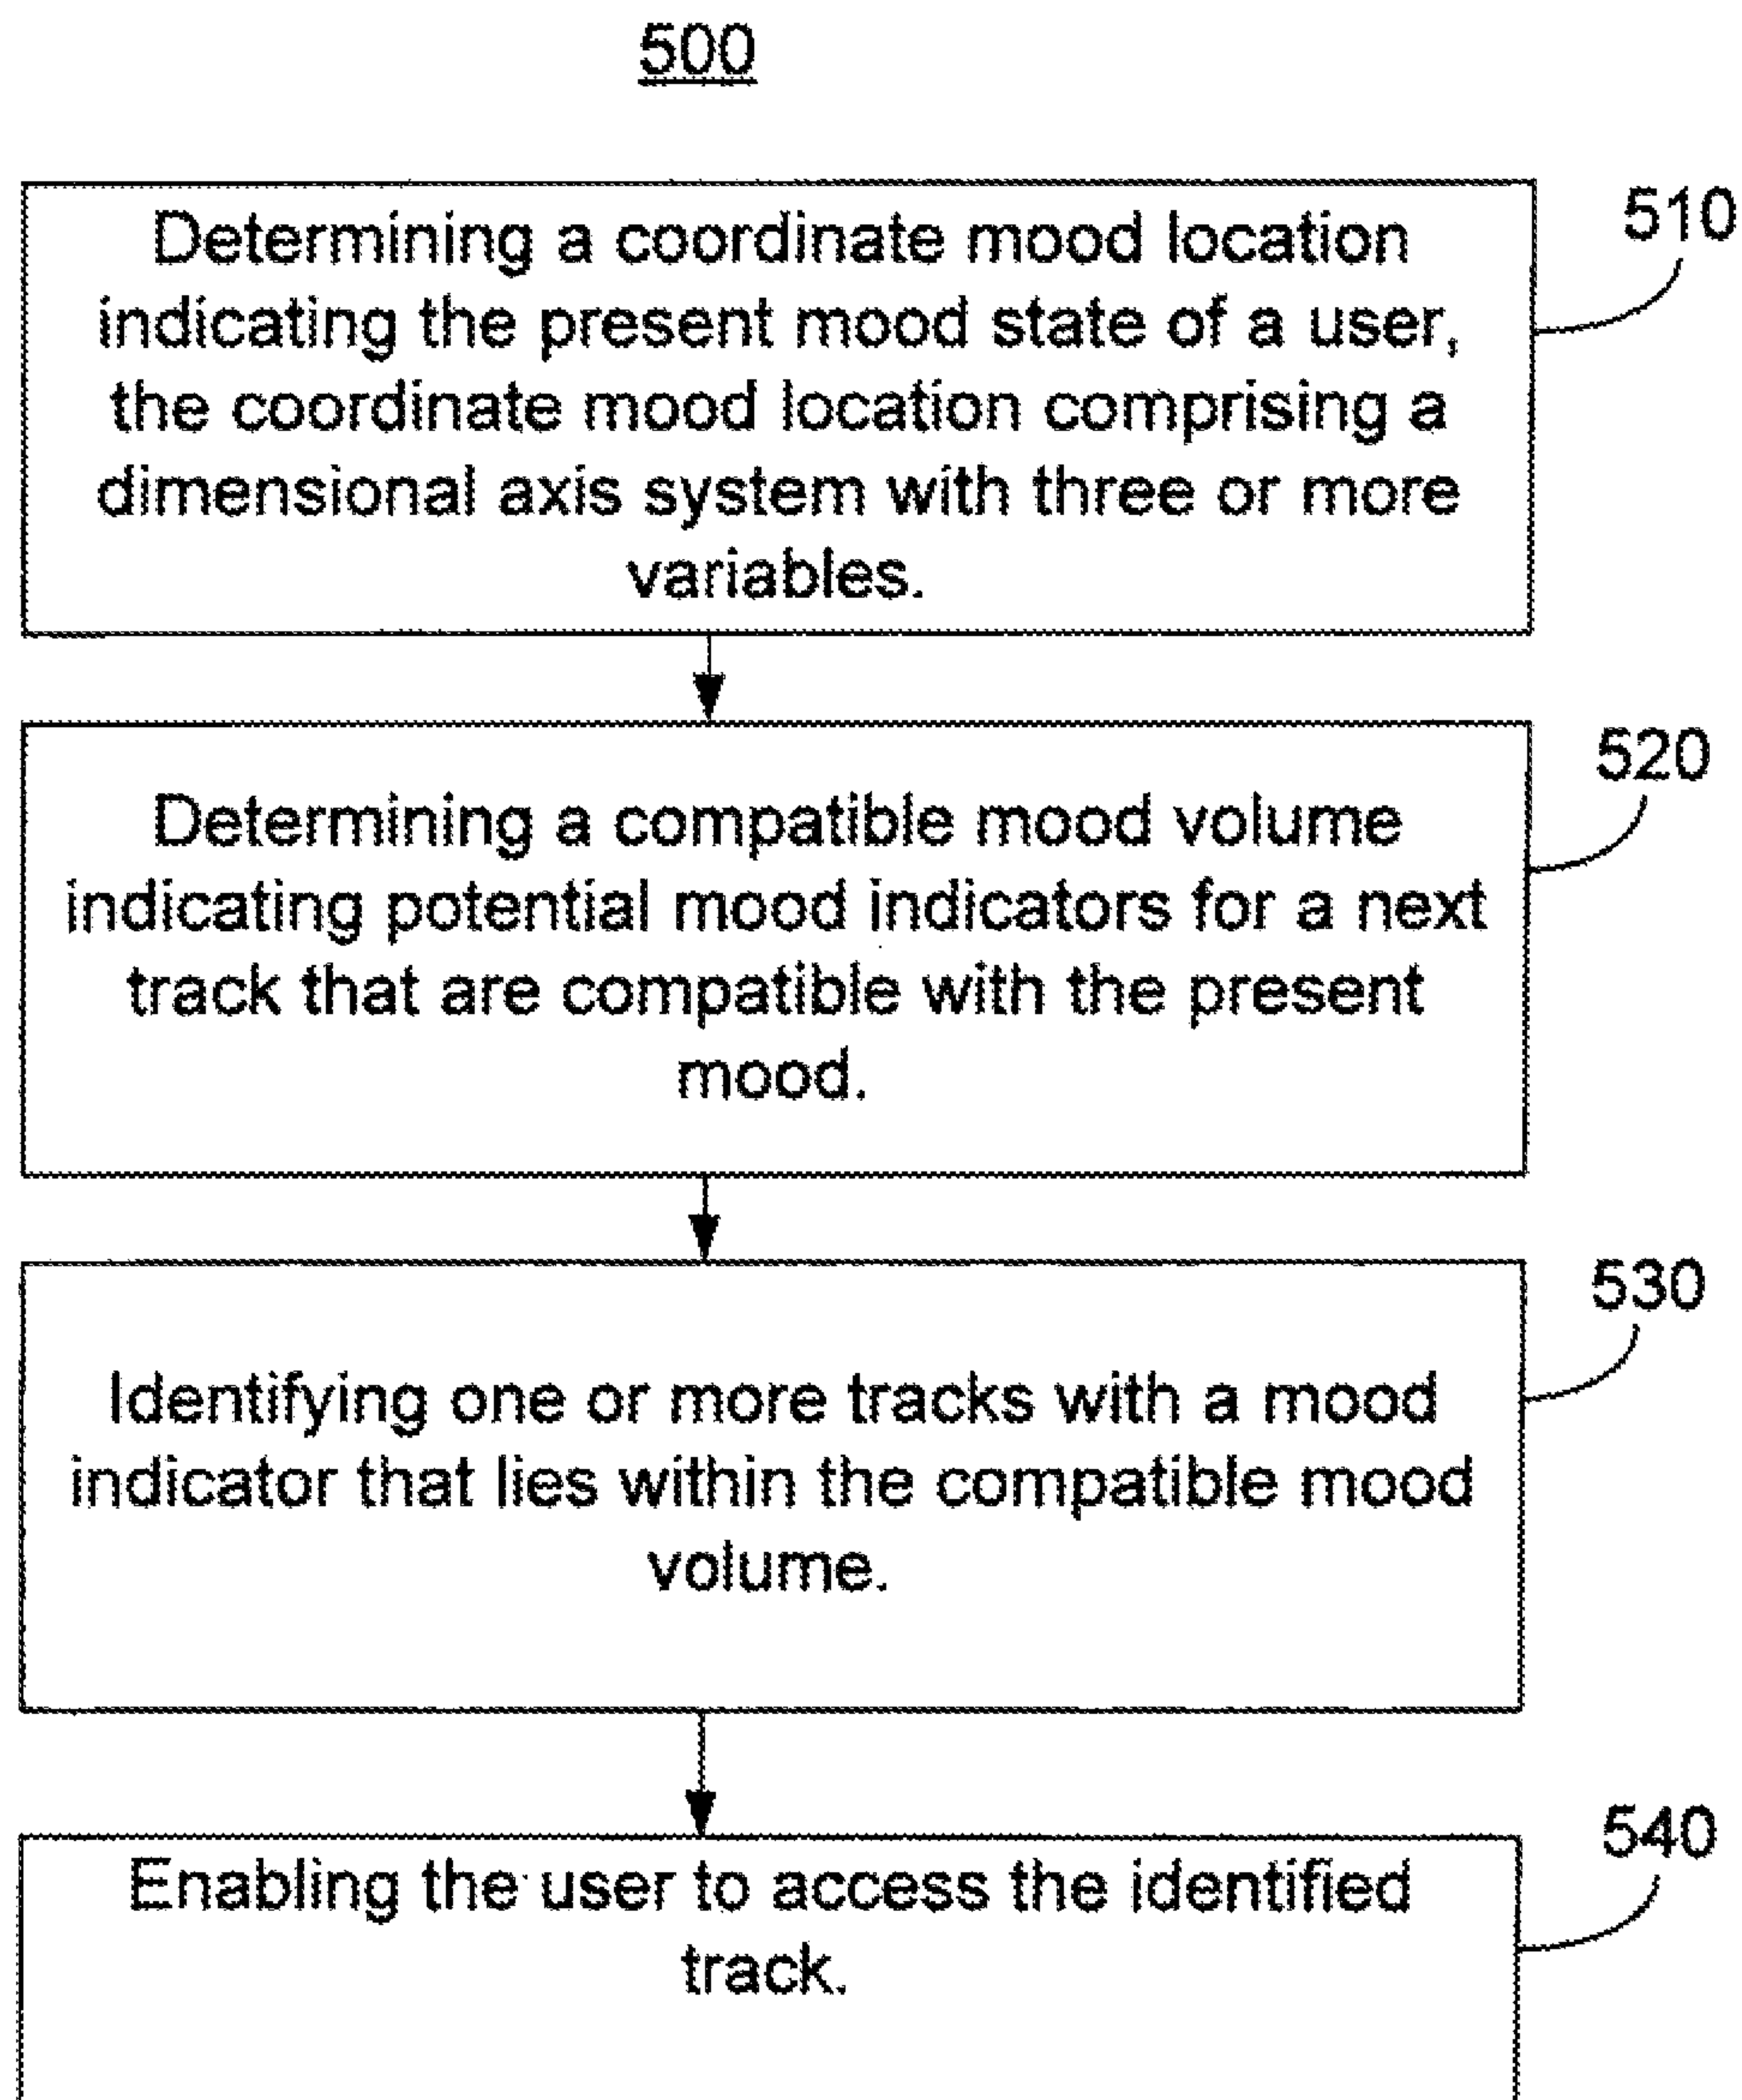 500
510
Determining a coordinate mood location
indicating the present mood state of a user,
the coordinate mood location comprising a
dimensional axis system with three or more
variables.
520
Determining a compatible mood volume
indicating potential mood indicators for a next
track that are compatible with the present
mood.
530
Identifying one or more tracks with a mood
indicator that lies within the compatible mood
volume.
540
Enabling the user to access the identified
track.